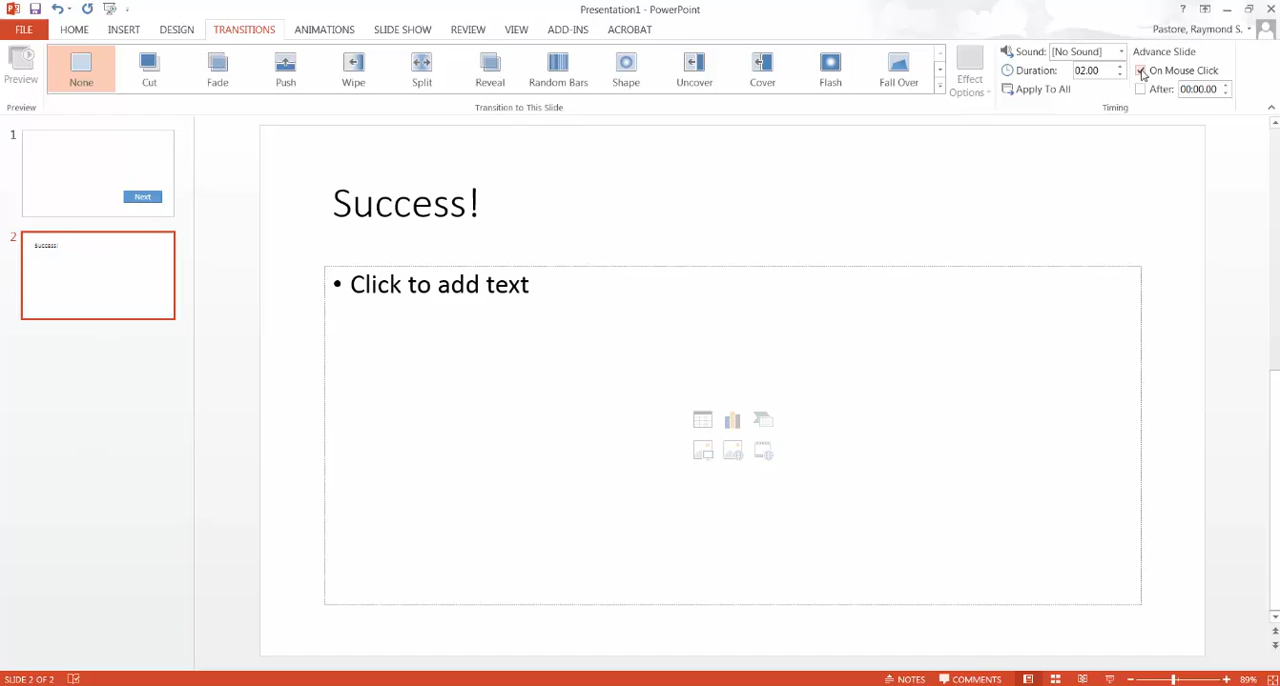 Presentation1 - PowerPoint
FILE HOME INSERT DESIGN TRANSITIONS ANIMATIONS SLIDE SHOW REVIEW VIEW ADD-INS ACROBAT
Pastore, Raymond S.
Preview
None Cut Fade Push Wipe Split Reveal Random Bars Shape Uncover Cover Flash Fall Over
Effect
Options
Sound: [No Sound]
Duration: 02.00
Apply To All
Advance Slide
On Mouse Click
After: 00:00.00
Preview
Transition to This Slide
Timing
1
Next
2
Success!
Success!
• Click to add text
SLIDE 2 OF 2
NOTES COMMENTS 89%